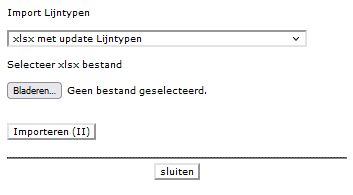 Import Lijntypen
xlsx met update Lijntypen
Selecteer xlsx bestand
Bladeren... Geen bestand geselecteerd.
Importeren (II)
sluiten